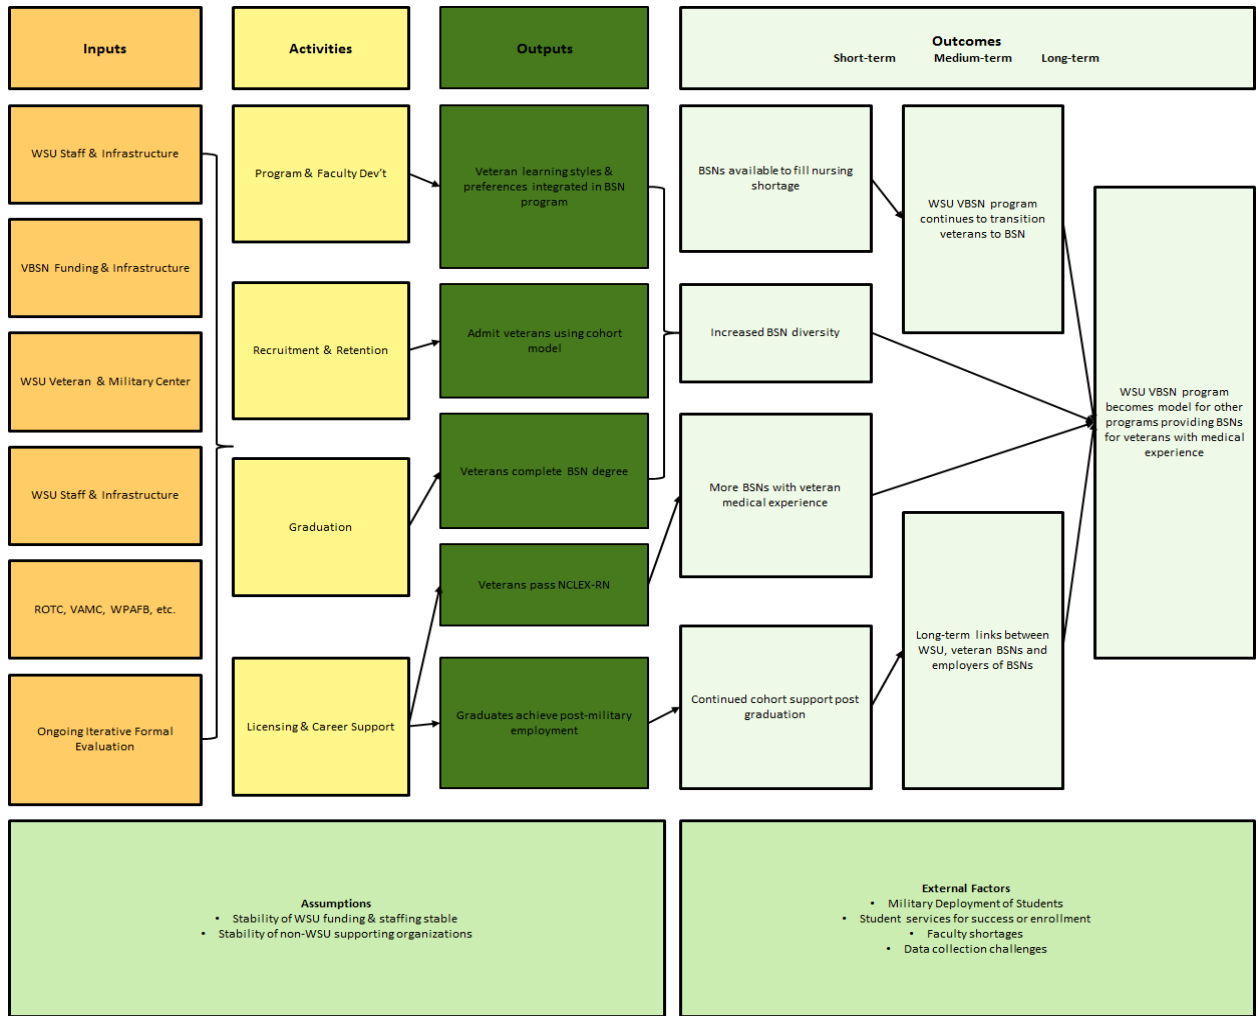 Inputs
Activities
Outputs
Outcomes
Short-term Medium-term Long-term
WSU Staff & Infrastructure
VBSN Funding & Infrastructure
WSU Veteran & Military Center
WSU Staff & Infrastructure
ROTC, VAMC, WPAFB, etc.
Ongoing Iterative Formal
Evaluation
Program & Faculty Dev't
Recruitment & Retention
Graduation
Licensing & Career Support
Veteran learning styles &
preferences integrated in BSN
program
Admit veterans using cohort
model
Veterans complete BSN degree
Veterans pass NCLEX-RN
Graduates achieve post-military
employment
BSNs available to fill nursing
shortage
Increased BSN diversity
More BSNs with veteran
medical experience
Continued cohort support post
graduation
WSU VBSN program
continues to transition
veterans to BSN
Long-term links between
WSU, veteran BSNs and
employers of BSNs
WSU VBSN program
becomes model for other
programs providing BSNs
for veterans with medical
experience
Assumptions
• Stability of WSU funding & staffing stable
• Stability of non-WSU supporting organizations
External Factors
• Military Deployment of Students
• Student services for success or enrollment
• Faculty shortages
• Data collection challenges